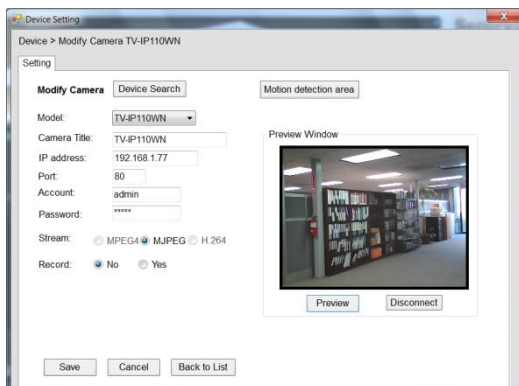 Device Setting
Device > Modify Camera TV-IP110WN
Setting
Modify Camera
Device Search
Motion detection area
Model: TV-IP110WN
Camera Title: TV-IP110WN
IP address: 192.168.1.77
Port: 80
Account: admin
Password: *****
Stream: MPEG4 MJPEG H.264
Record: No Yes
Preview Window
Preview
Disconnect
Save
Cancel
Back to List